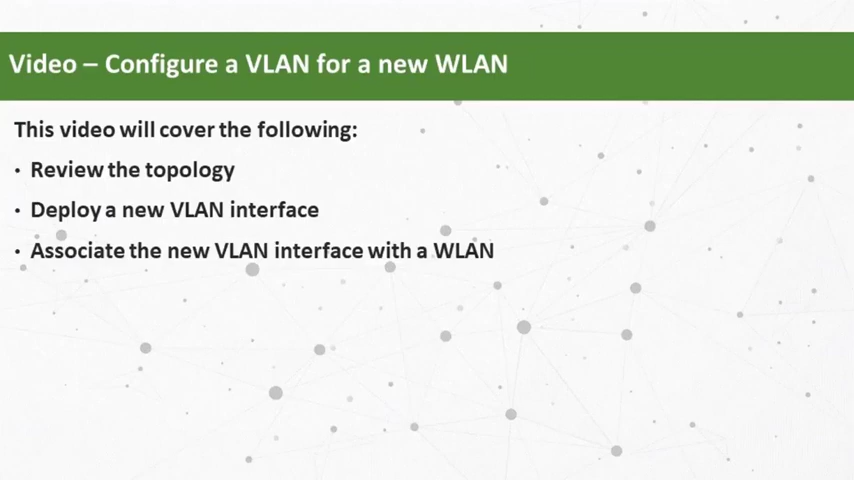 Video – Configure a VLAN for a new WLAN
This video will cover the following:
• Review the topology
• Deploy a new VLAN interface
• Associate the new VLAN interface with a WLAN